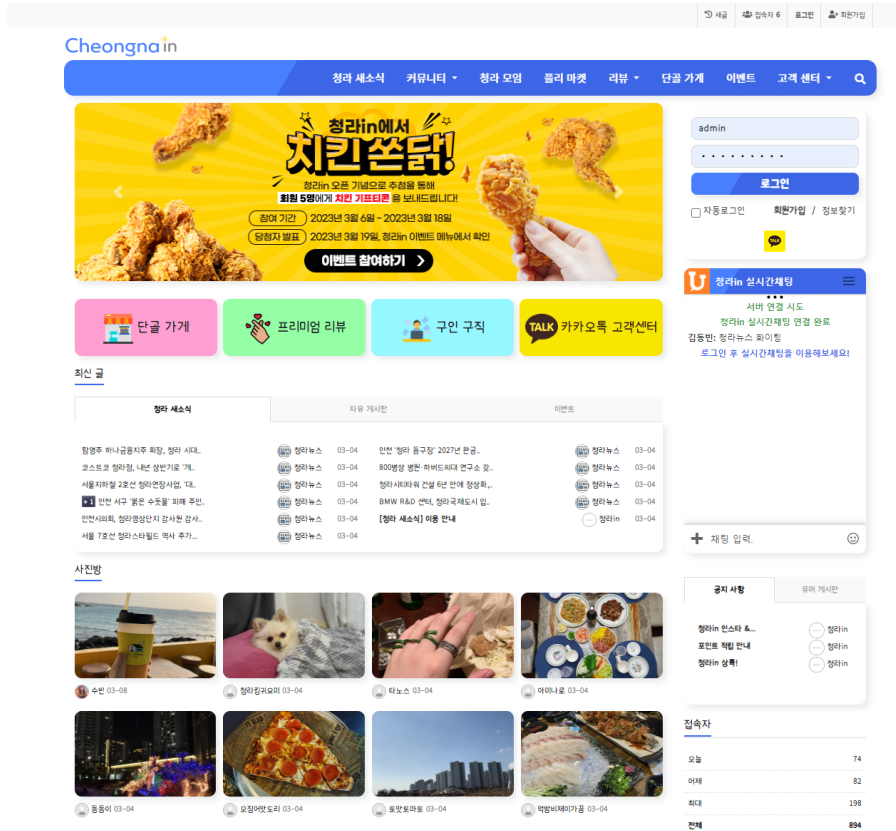 새글 접속자 6 로그인 회원가입
Cheongna in
청라 새소식 커뮤니티 청라 모임 플리 마켓 리뷰 단골 가게 이벤트 고객 센터
청라in에서
치킨 쏜닭!
청라in 오픈 기념으로 추첨을 통해
회원 5명에게 치킨 기프티콘을 보내드립니다!
참여 기간 2023년 3월 6일 ~ 2023년 3월 18일
당첨자 발표 2023년 3월 19일, 청라in 이벤트 메뉴에서 확인
이벤트 참여하기 >
admin
로그인
자동로그인 회원가입 / 정보찾기
TALK
청라in 실시간채팅
서버 연결 시도
청라in 실시간채팅 연결 완료
김동빈: 청라뉴스 화이팅
로그인 후 실시간채팅을 이용해보세요!
채팅 입력.
단골 가게
프리미엄 리뷰
구인 구직
TALK 카카오톡 고객센터
최신 글
청라 새소식 자유 게시판 이벤트
함영주 하나금융지주 회장, 청라 시대.. 청라뉴스 03-04
코스트코 청라점, 내년 상반기로 '개.. 청라뉴스 03-04
서울지하철 2호선 청라연장사업, '대.. 청라뉴스 03-04
+1 인천 서구 '붉은 수돗물' 피해 주민.. 청라뉴스 03-04
인천시의회, 청라영상단지 감사원 감사.. 청라뉴스 03-04
서울 7호선 청라스타필드 역사 추가... 청라뉴스 03-04
인천 '청라 동구장' 2027년 완공.. 청라뉴스 03-04
800병상 병원·하버드의대 연구소 갖.. 청라뉴스 03-04
청라시티타워 건설 6년 만에 정상화,.. 청라뉴스 03-04
BMW R&D 센터, 청라국제도시 입.. 청라뉴스 03-04
[청라 새소식] 이용 안내 청라in 03-04
사진방
수빈 03-08
청라킹귀요미 03-04
타노스 03-04
아미나로 03-04
동동이 03-04
오징어땃도리 03-04
토맛토마토 03-04
먹방비제이가꿈 03-04
공지 사항 유머 게시판
청라in 인스타 &... 청라in
포인트 적립 안내 청라in
청라in 상륙! 청라in
접속자
오늘 74
어제 82
최대 198
전체 894